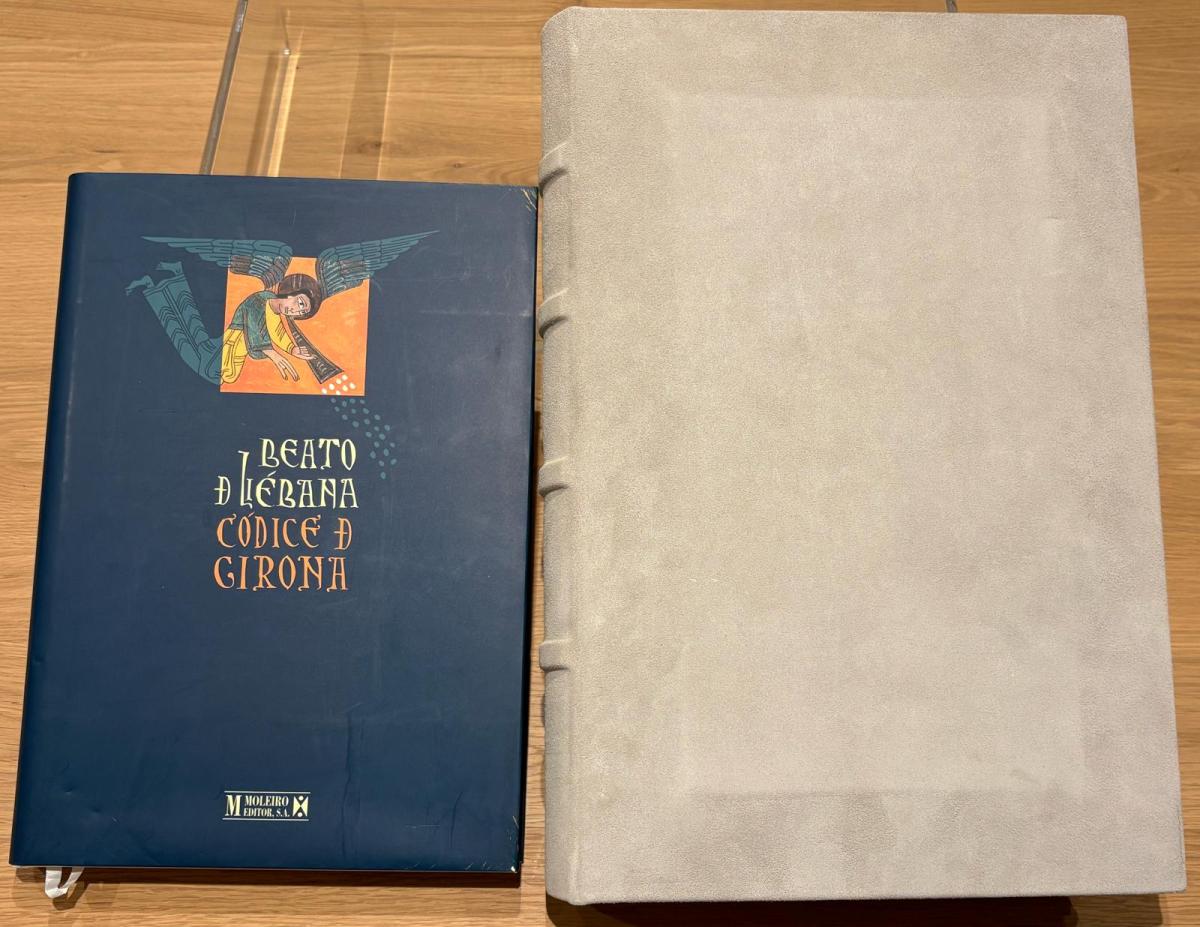 BEATO
Đ LIÉBANA
CÓDICE Đ
GIRONA
M MOLEIRO
EDITOR, S.A.